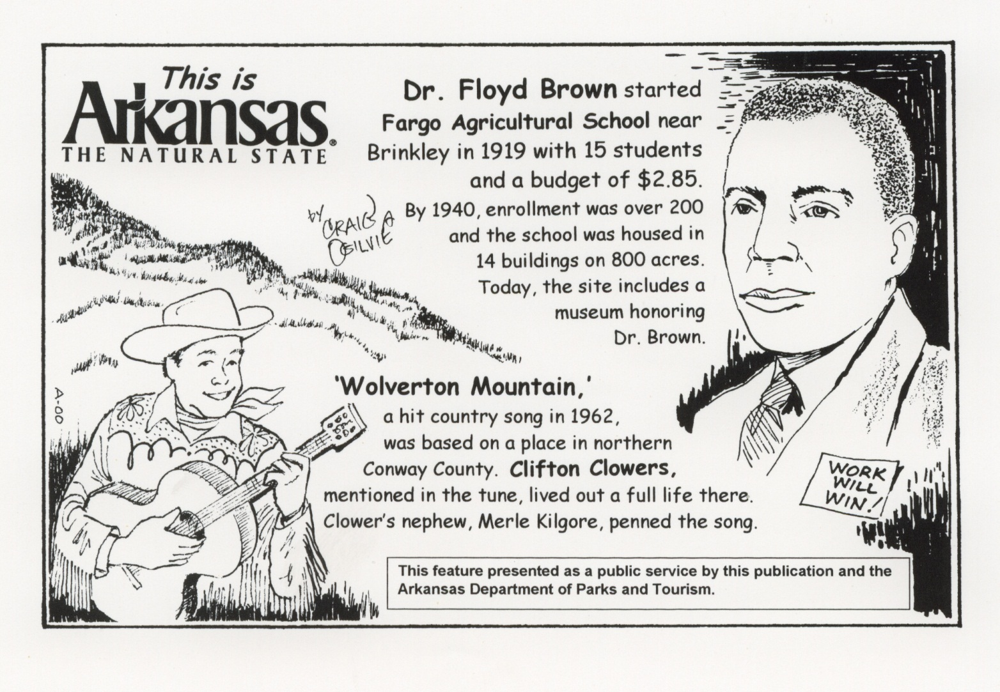 This is
Arkansas®
THE NATURAL STATE
by
CRAIG A
OGILVIE
Dr. Floyd Brown started
Fargo Agricultural School near
Brinkley in 1919 with 15 students
and a budget of $2.85.
By 1940, enrollment was over 200
and the school was housed in
14 buildings on 800 acres.
Today, the site includes a
museum honoring
Dr. Brown.
'Wolverton Mountain,'
a hit country song in 1962,
was based on a place in northern
Conway County. Clifton Clowers,
mentioned in the tune, lived out a full life there.
Clower's nephew, Merle Kilgore, penned the song.
A-00
WORK
WILL
WIN!
This feature presented as a public service by this publication and the
Arkansas Department of Parks and Tourism.